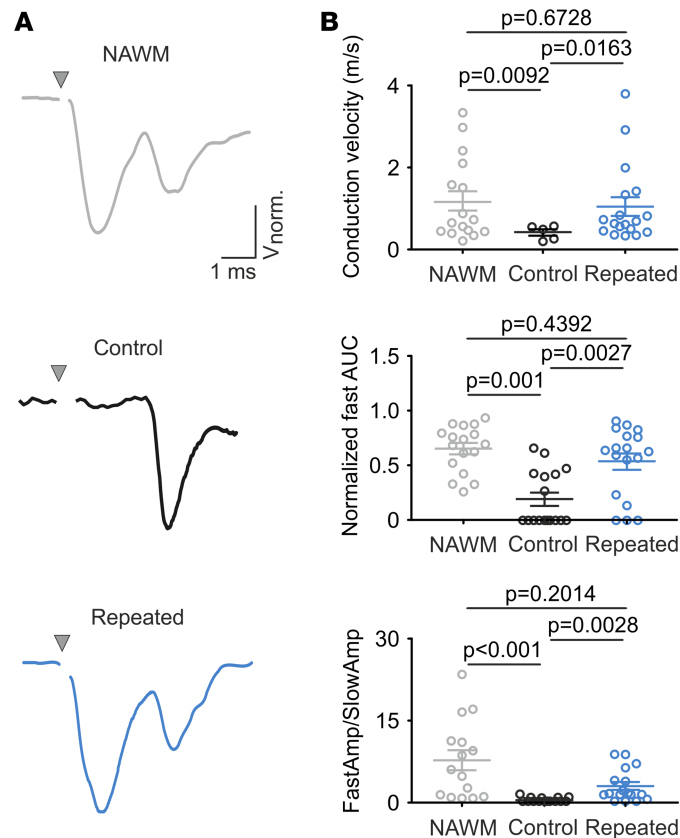 A
NAWM
1 ms
Vnorm.
Control
Repeated
B
p=0.6728
p=0.0163
p=0.0092
Conduction velocity (m/s)
4
2
0
NAWM Control Repeated
p=0.4392
p=0.0027
p=0.001
Normalized fast AUC
1.5
1.0
0.5
0
NAWM Control Repeated
p=0.2014
p=0.0028
p<0.001
FastAmp/SlowAmp
30
15
0
NAWM Control Repeated